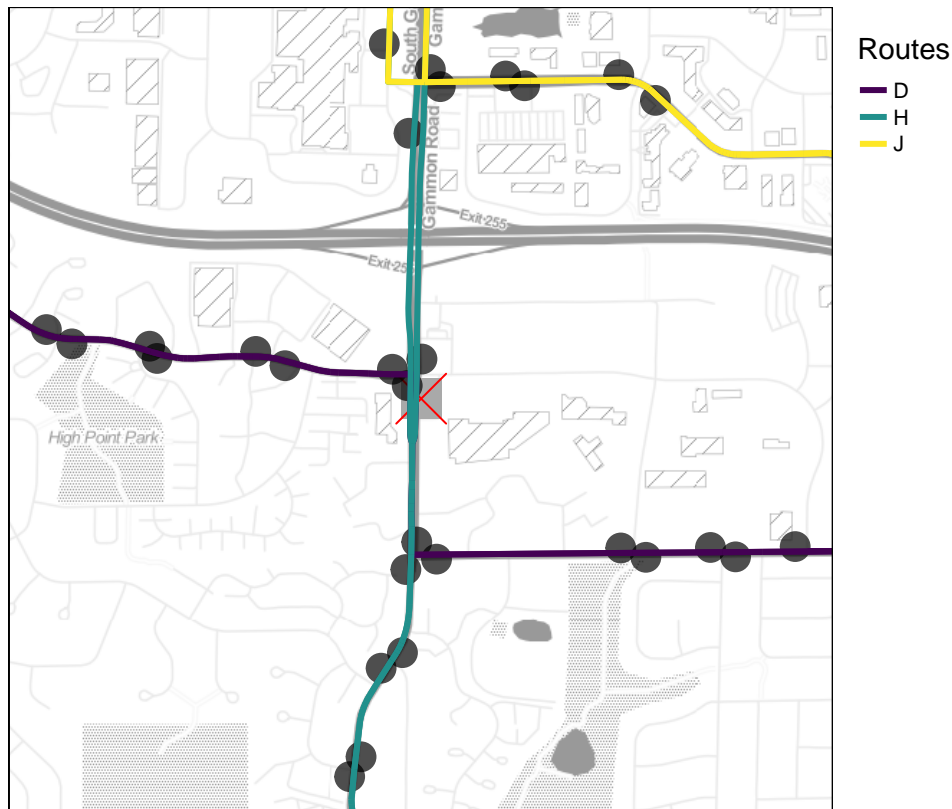 South G
Gam
Routes
D
H
J
Gammon Road
Exit 255
Exit 25
High Point Park